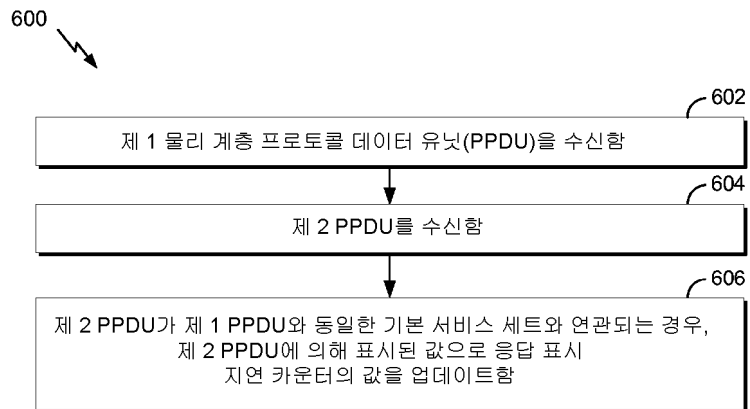 600
602
제 1 물리 계층 프로토콜 데이터 유닛(PPDU)을 수신함
604
제 2 PPDU를 수신함
606
제 2 PPDU가 제 1 PPDU와 동일한 기본 서비스 세트와 연관되는 경우,
제 2 PPDU에 의해 표시된 값으로 응답 표시
지연 카운터의 값을 업데이트함